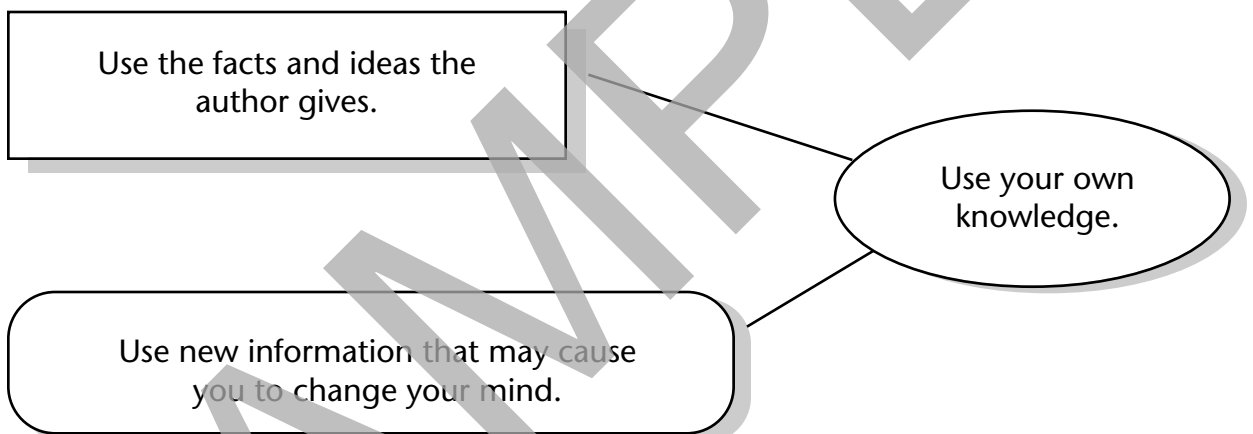 Use the facts and ideas the
author gives.
Use your own
knowledge.
Use new information that may cause
you to change your mind.